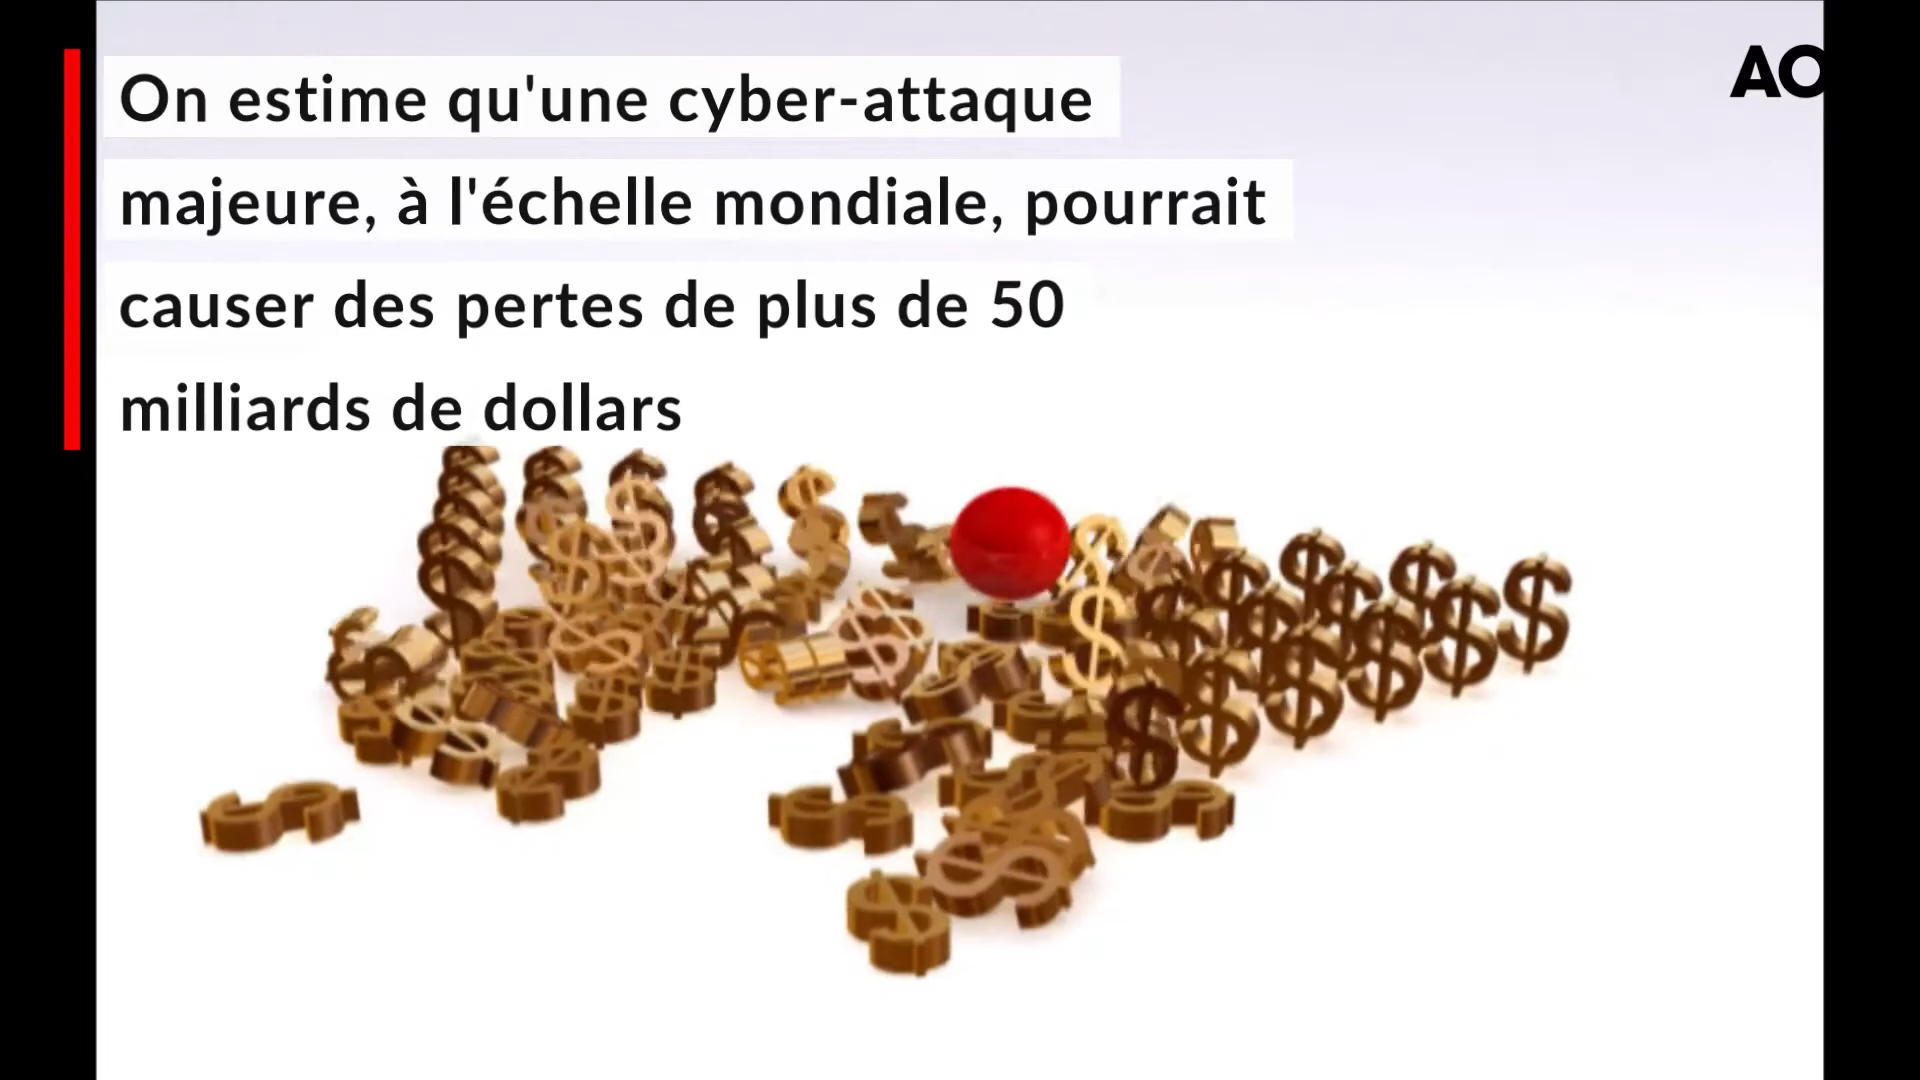 On estime qu'une cyber-attaque
majeure, à l'échelle mondiale, pourrait
causer des pertes de plus de 50
milliards de dollars
AO